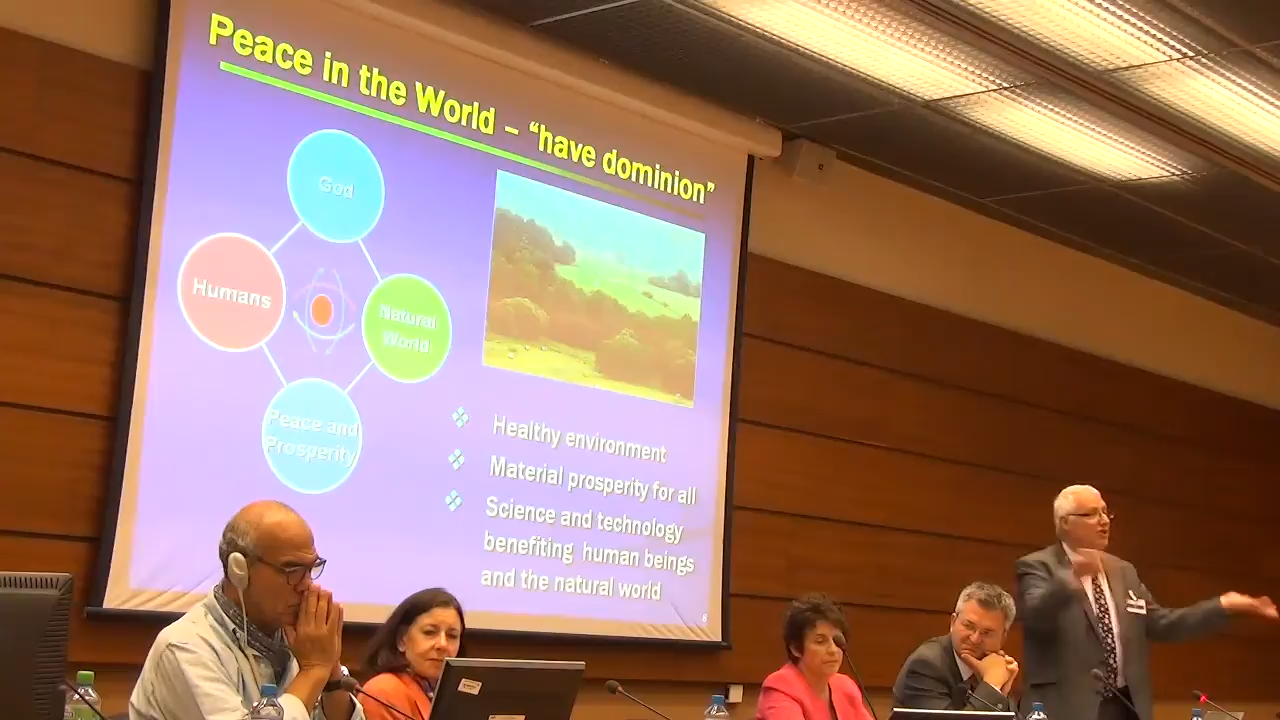 Peace in the World – “have dominion”
God
Humans
Natural
World
Peace and
Prosperity
Healthy environment
Material prosperity for all
Science and technology
benefiting human beings
and the natural world